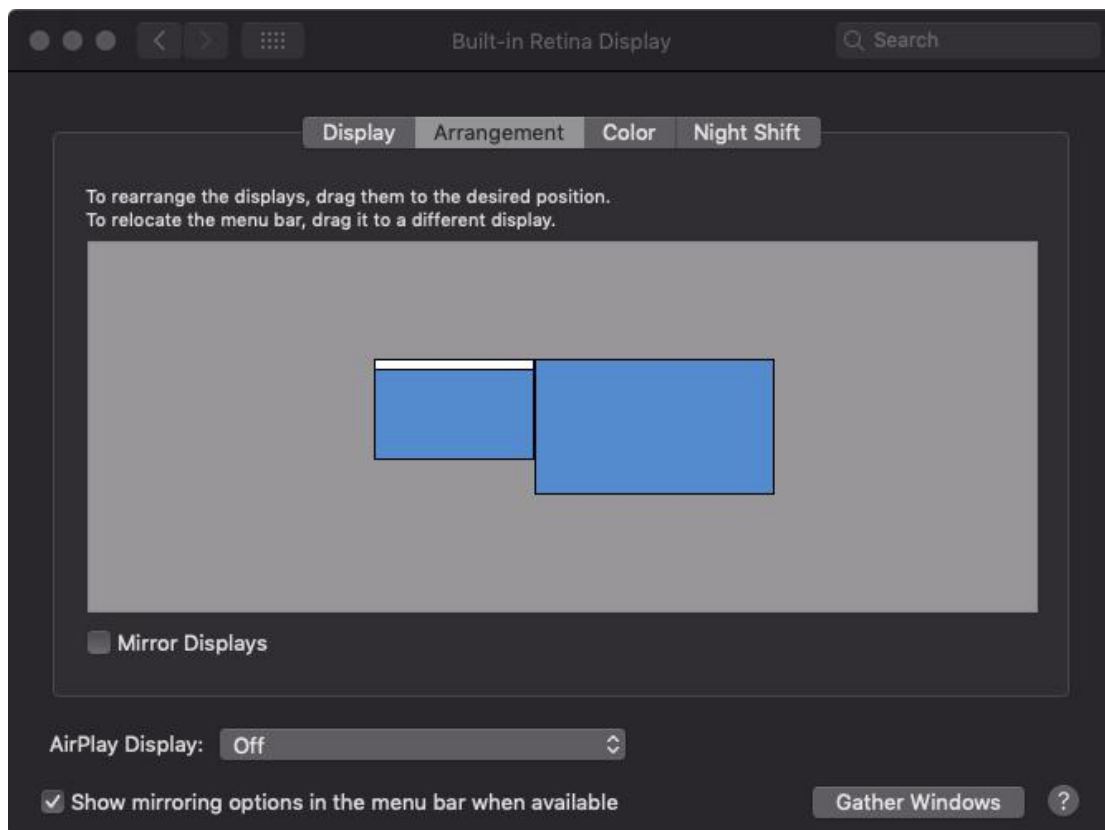 Built-in Retina Display
Search
Display Arrangement Color Night Shift
To rearrange the displays, drag them to the desired position.
To relocate the menu bar, drag it to a different display.
Mirror Displays
AirPlay Display: Off
Show mirroring options in the menu bar when available
Gather Windows ?